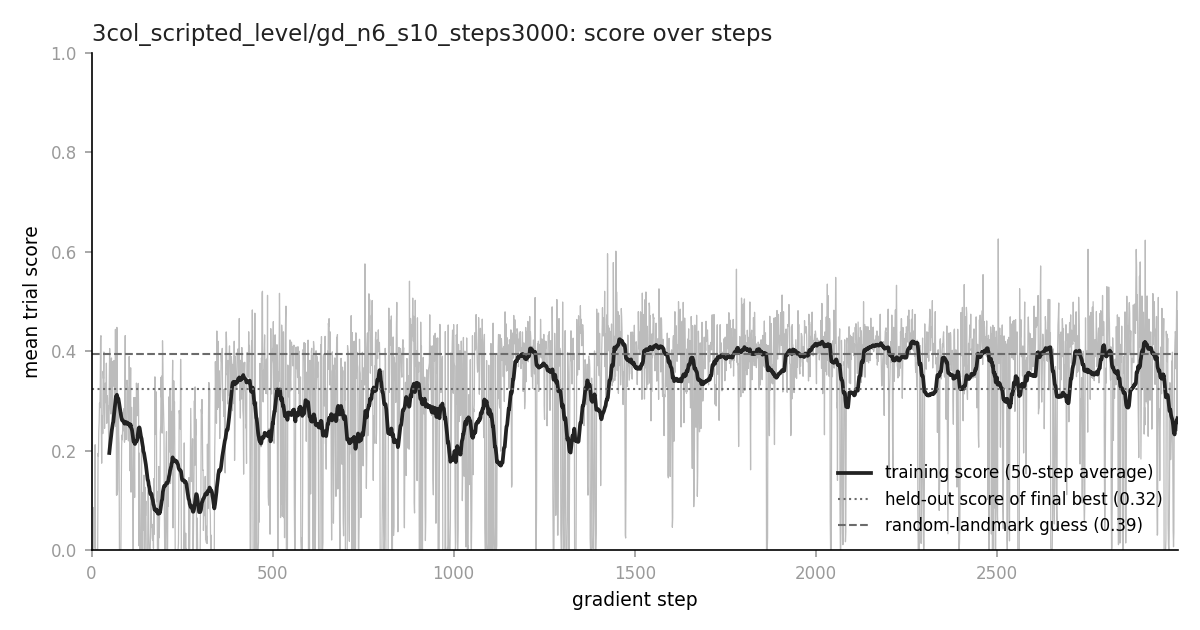 3col_scripted_level/gd_n6_s10_steps3000: score over steps
1.0
0.8
0.6
0.4
0.2
0.0
mean trial score
training score (50-step average)
held-out score of final best (0.32)
random-landmark guess (0.39)
0 500 1000 1500 2000 2500
gradient step